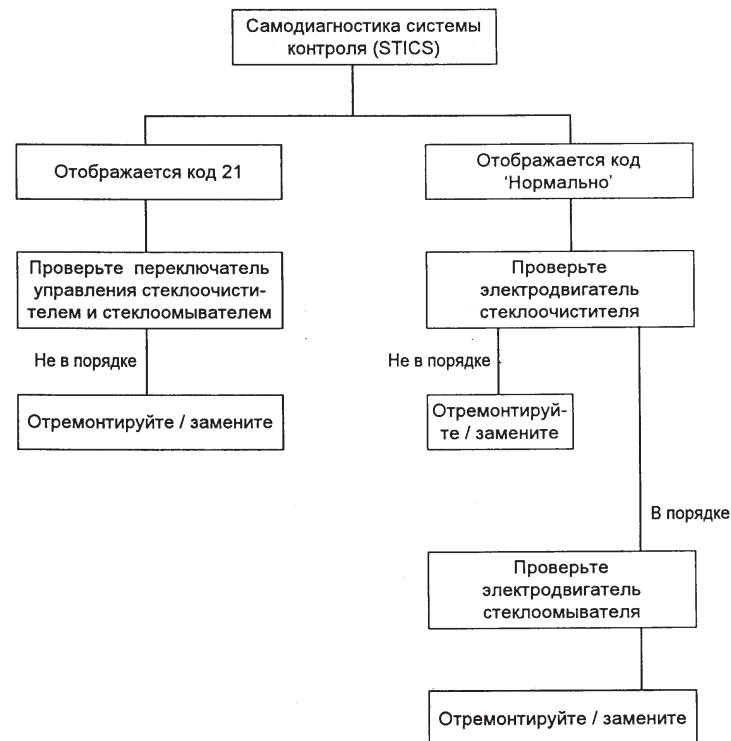 Самодиагностика системы
контроля (STICS)
Отображается код 21
Отображается код
‘Нормально’
Проверьте переключатель
управления стеклоочисти-
телем и стеклоомывателем
Проверьте
электродвигатель
стеклоочистителя
Не в порядке
Не в порядке
Отремонтируйте / замените
Отремонтируй-
те / замените
В порядке
Проверьте
электродвигатель
стеклоомывателя
Отремонтируйте / замените